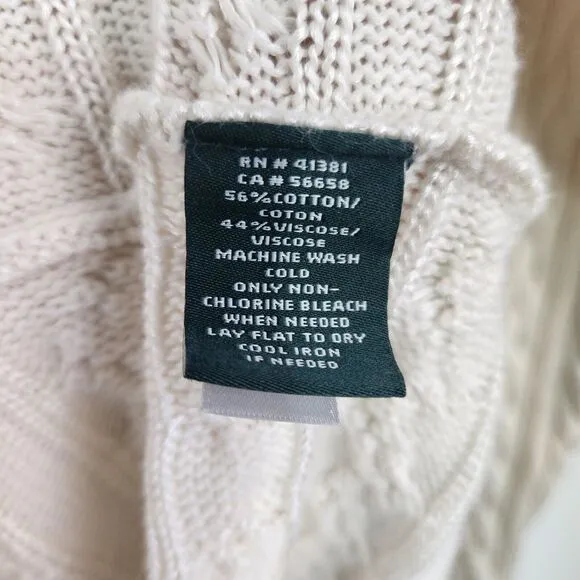 RN # 41381
CA # 56658
56% COTTON/
COTON
44% VISCOSE/
VISCOSE
MACHINE WASH
COLD
ONLY NON-
CHLORINE BLEACH
WHEN NEEDED
LAY FLAT TO DRY
COOL IRON
IF NEEDED